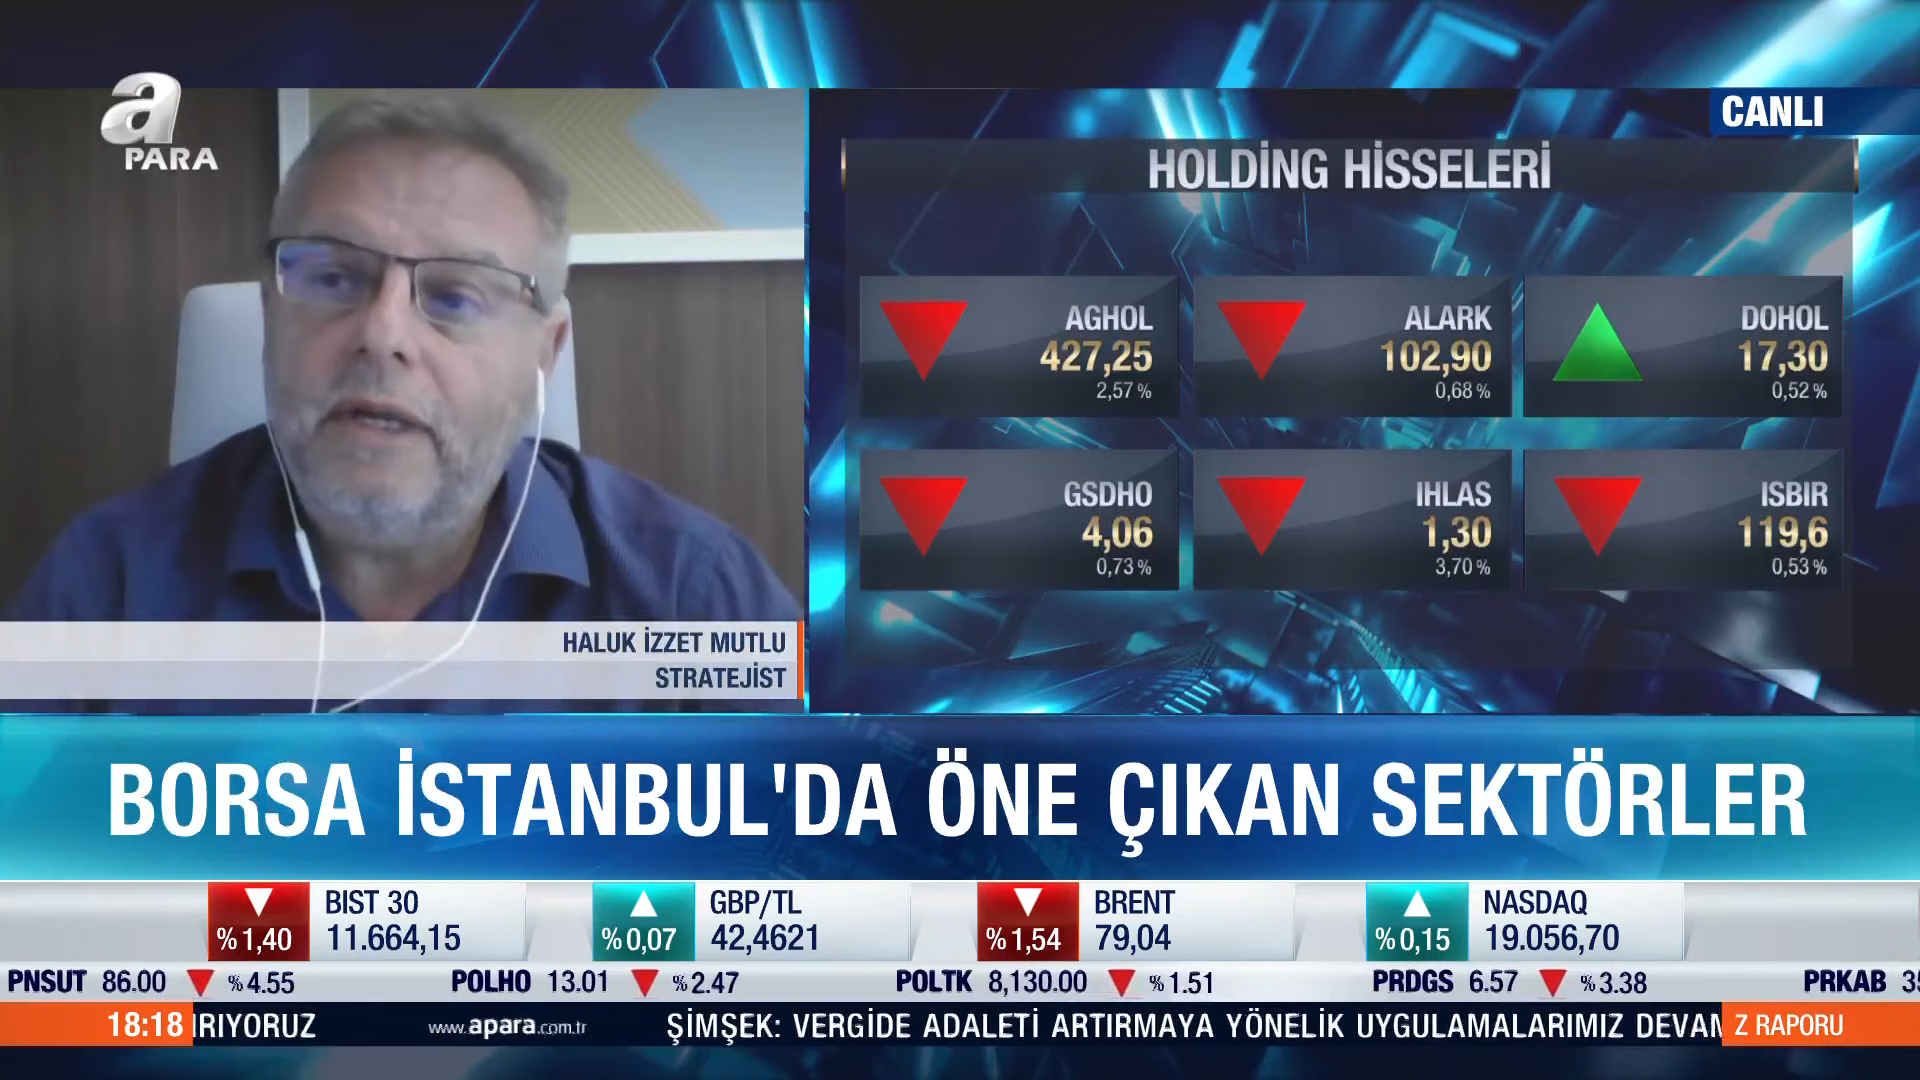 a
PARA
CANLI
HOLDİNG HİSSELERİ
AGHOL
427,25
2,57 %
ALARK
102,90
0,68 %
DOHOL
17,30
0,52 %
GSDHO
4,06
0,73 %
IHLAS
1,30
3,70 %
ISBIR
119,6
0,53 %
HALUK İZZET MUTLU
STRATEJİST
BORSA İSTANBUL'DA ÖNE ÇIKAN SEKTÖRLER
%1,40 BIST 30 11.664,15
%0,07 GBP/TL 42,4621
%1,54 BRENT 79,04
%0,15 NASDAQ 19.056,70
PNSUT 86.00 %4.55 POLHO 13.01 %2.47 POLTK 8,130.00 %1.51 PRDGS 6.57 %3.38 PRKAB
18:18 IRIYORUZ www.apara.com.tr ŞİMŞEK: VERGİDE ADALETİ ARTIRMAYA YÖNELİK UYGULAMALARIMIZ DEVAM Z RAPORU